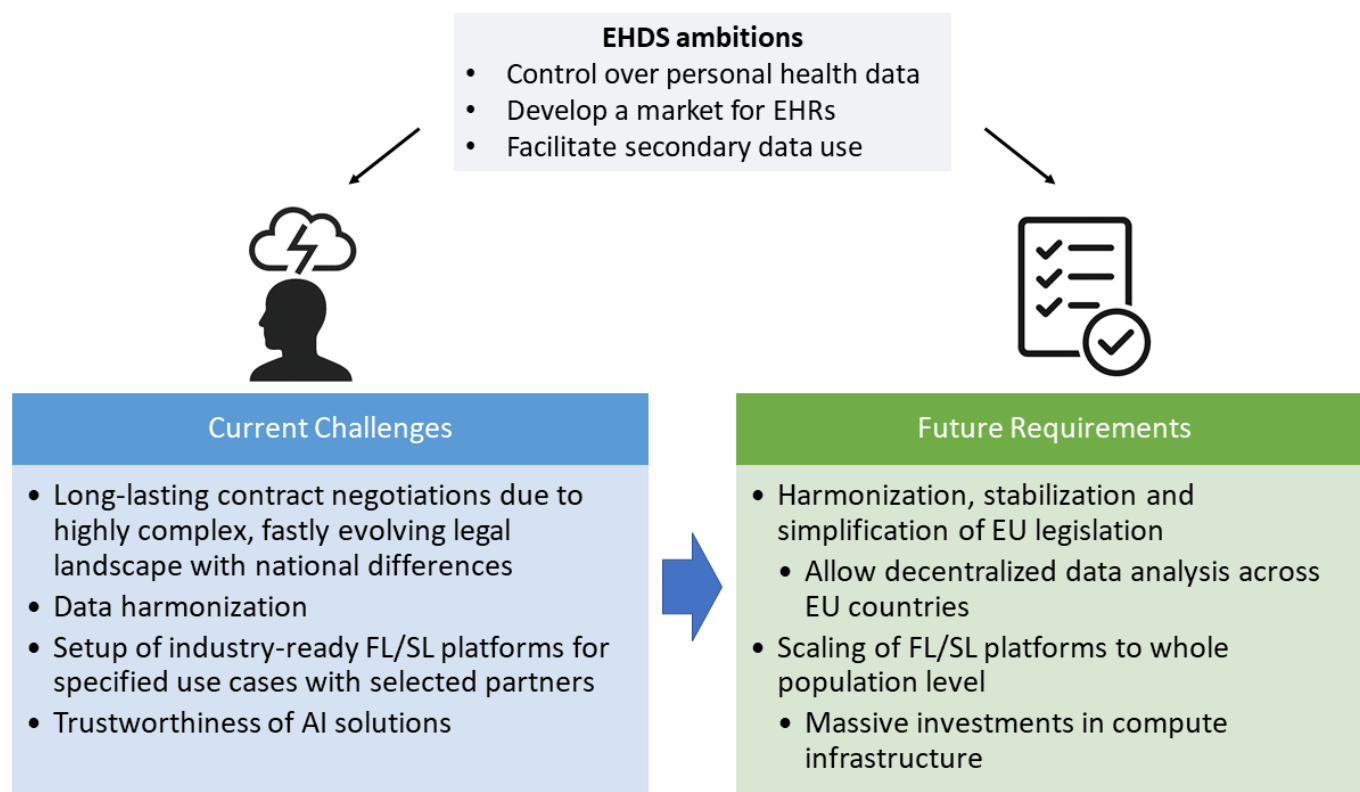 EHDS ambitions
• Control over personal health data
• Develop a market for EHRs
• Facilitate secondary data use
Current Challenges
• Long-lasting contract negotiations due to
highly complex, fastly evolving legal
landscape with national differences
• Data harmonization
• Setup of industry-ready FL/SL platforms for
specified use cases with selected partners
• Trustworthiness of AI solutions
Future Requirements
• Harmonization, stabilization and
simplification of EU legislation
• Allow decentralized data analysis across
EU countries
• Scaling of FL/SL platforms to whole
population level
• Massive investments in compute
infrastructure